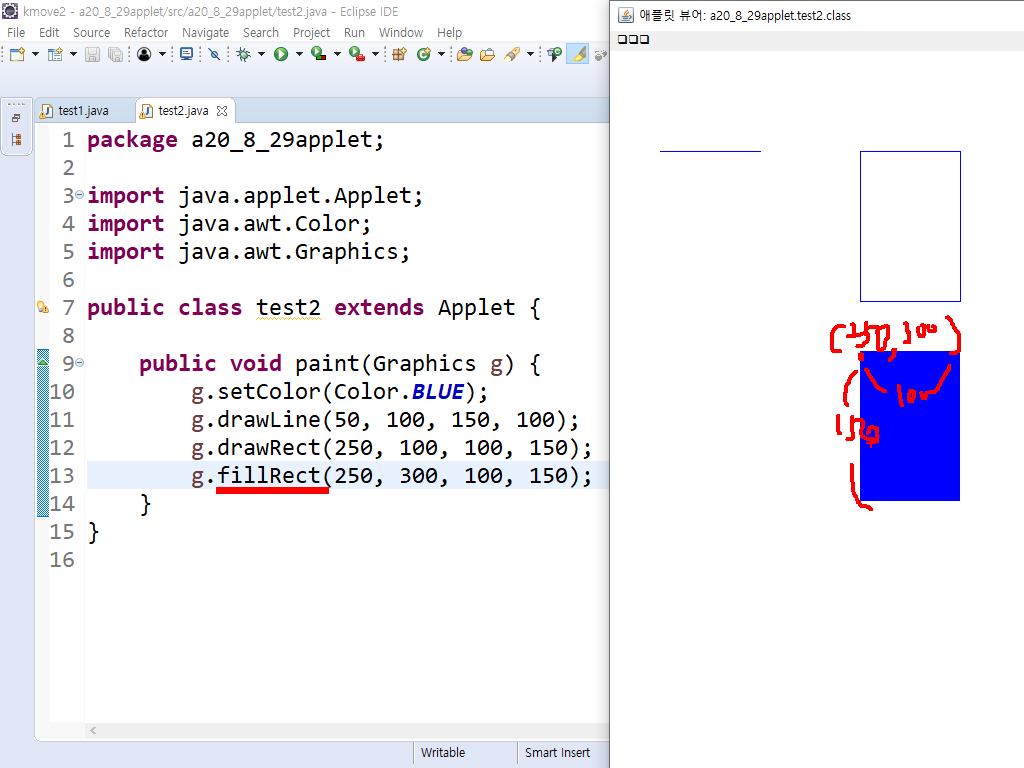 kmove2 - a20_8_29applet/src/a20_8_29applet/test2.java - Eclipse IDE
File Edit Source Refactor Navigate Search Project Run Window Help
test1.java
test2.java
1 package a20_8_29applet;
2
3 import java.applet.Applet;
4 import java.awt.Color;
5 import java.awt.Graphics;
6
7 public class test2 extends Applet {
8
9 public void paint(Graphics g) {
10 g.setColor(Color.BLUE);
11 g.drawLine(50, 100, 150, 100);
12 g.drawRect(250, 100, 100, 150);
13 g.fillRect(250, 300, 100, 150);
14 }
15 }
16
Writable
Smart Insert
애플릿 뷰어: a20_8_29applet.test2.class
(250, 300)
100
150